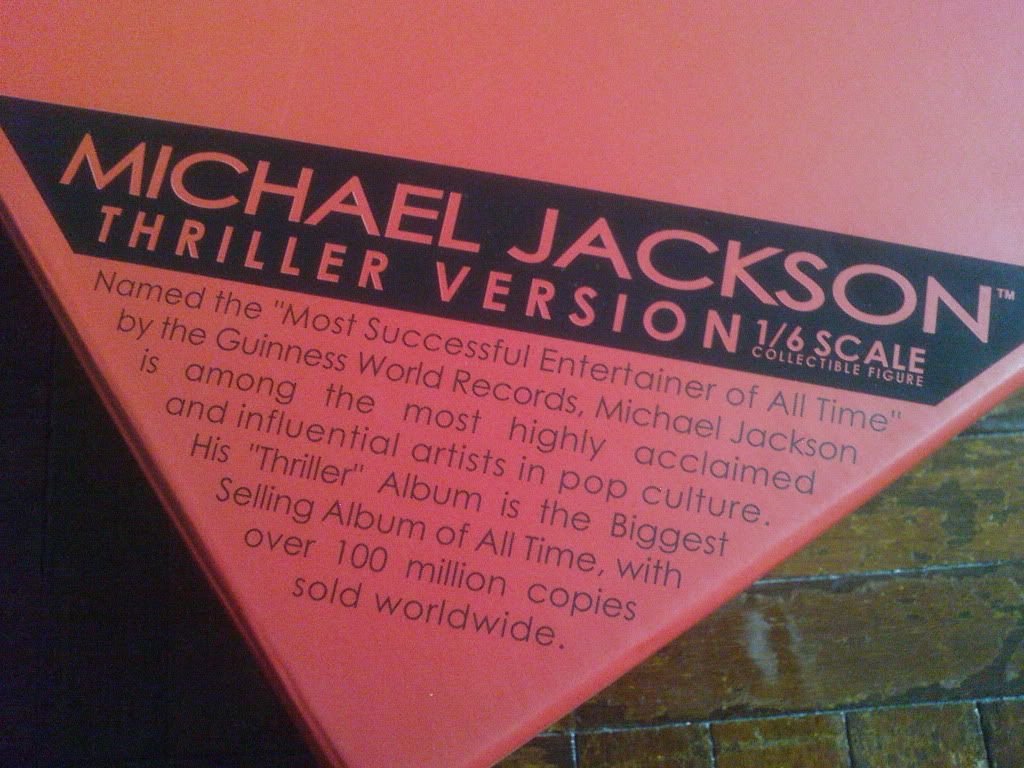 MICHAEL JACKSON™
THRILLER VERSION 1/6 SCALE
COLLECTIBLE FIGURE
Named the "Most Successful Entertainer of All Time"
by the Guinness World Records, Michael Jackson
is among the most highly acclaimed
and influential artists in pop culture.
His "Thriller" Album is the Biggest
Selling Album of All Time, with
over 100 million copies
sold worldwide.